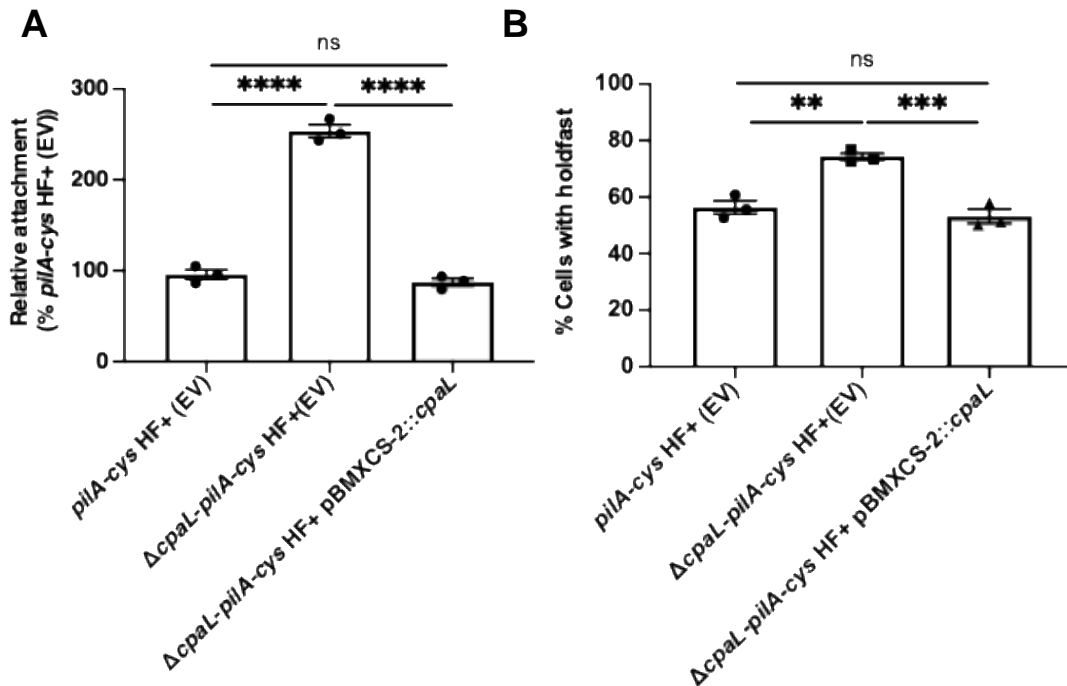 A
ns
**** ****
300
200
100
0
Relative attachment
(% pilA-cys HF+ (EV))
pilA-cys HF+ (EV)
ΔcpaL-pilA-cys HF+(EV)
ΔcpaL-pilA-cys HF+ pBMXCS-2::cpaL
B
ns
** ***
100
80
60
40
20
0
% Cells with holdfast
pilA-cys HF+ (EV)
ΔcpaL-pilA-cys HF+(EV)
ΔcpaL-pilA-cys HF+ pBMXCS-2::cpaL